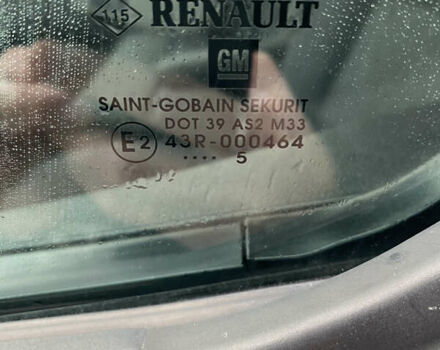 115 RENAULT
GM
SAINT-GOBAIN SEKURIT
DOT 39 AS2 M33
E2 43R-000464
.... 5